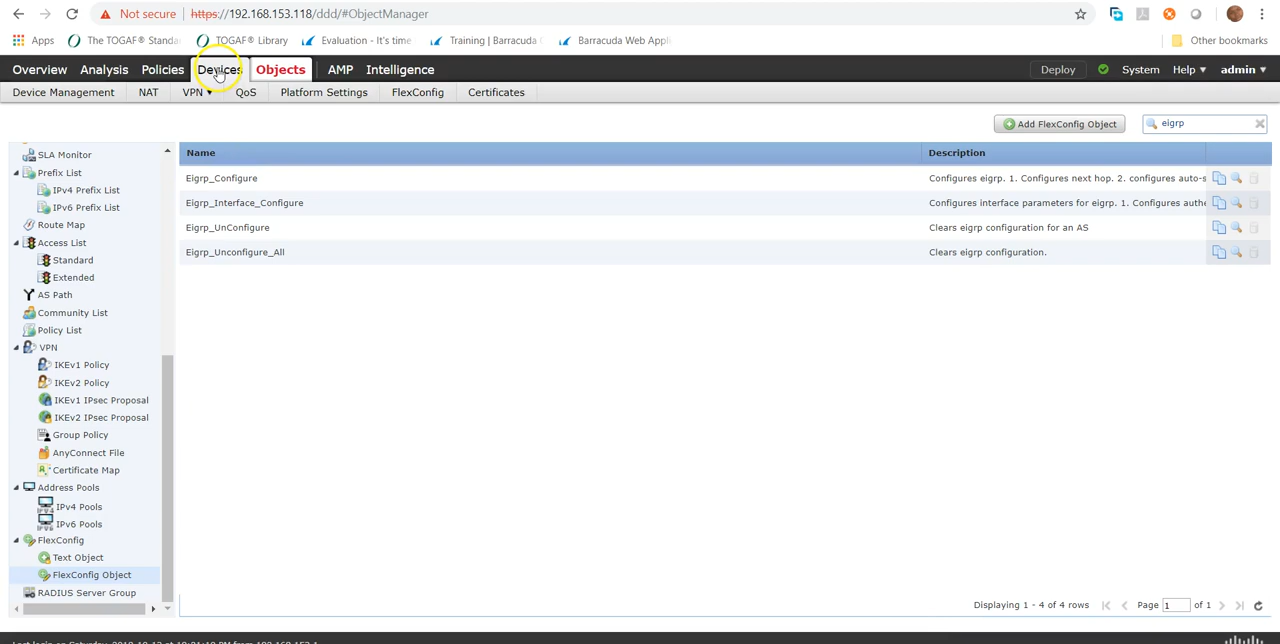 Not secure | https://192.168.153.118/ddd/#ObjectManager
Apps The TOGAF® Standa TOGAF® Library Evaluation - It's time Training | Barracuda Barracuda Web Appl Other bookmarks
Overview Analysis Policies Devices Objects AMP Intelligence Deploy System Help ▾ admin ▾
Device Management NAT VPN ▾ QoS Platform Settings FlexConfig Certificates
Add FlexConfig Object eigrp
Name Description
SLA Monitor
Prefix List
IPv4 Prefix List
IPv6 Prefix List
Route Map
Access List
Standard
Extended
AS Path
Community List
Policy List
VPN
IKEv1 Policy
IKEv2 Policy
IKEv1 IPsec Proposal
IKEv2 IPsec Proposal
Group Policy
AnyConnect File
Certificate Map
Address Pools
IPv4 Pools
IPv6 Pools
FlexConfig
Text Object
FlexConfig Object
RADIUS Server Group
Eigrp_Configure Configures eigrp. 1. Configures next hop. 2. configures auto-s
Eigrp_Interface_Configure Configures interface parameters for eigrp. 1. Configures authe
Eigrp_UnConfigure Clears eigrp configuration for an AS
Eigrp_Unconfigure_All Clears eigrp configuration.
Displaying 1 - 4 of 4 rows Page 1 of 1